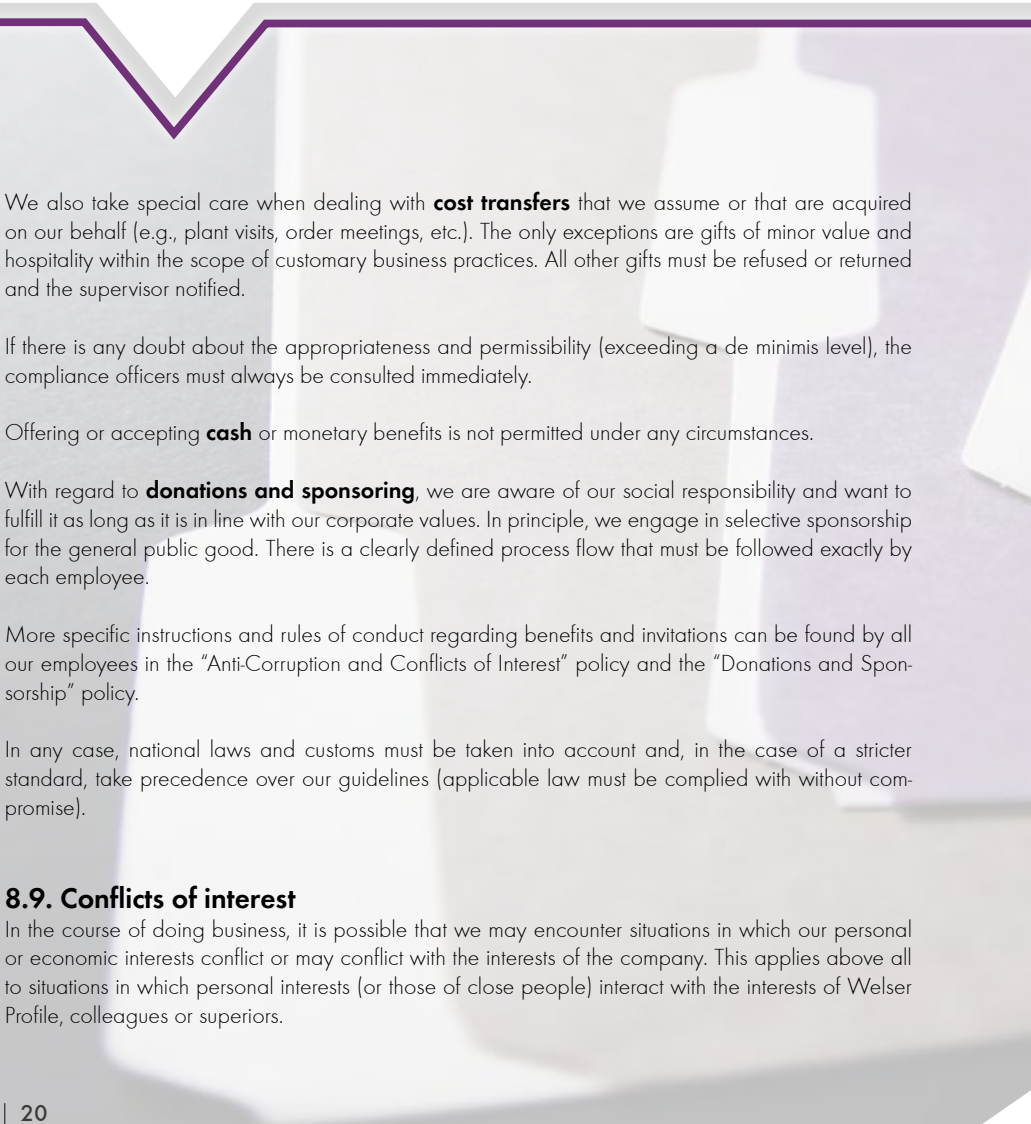 We also take special care when dealing with cost transfers that we assume or that are acquired
on our behalf (e.g., plant visits, order meetings, etc.). The only exceptions are gifts of minor value and
hospitality within the scope of customary business practices. All other gifts must be refused or returned
and the supervisor notified.
If there is any doubt about the appropriateness and permissibility (exceeding a de minimis level), the
compliance officers must always be consulted immediately.
Offering or accepting cash or monetary benefits is not permitted under any circumstances.
With regard to donations and sponsoring, we are aware of our social responsibility and want to
fulfill it as long as it is in line with our corporate values. In principle, we engage in selective sponsorship
for the general public good. There is a clearly defined process flow that must be followed exactly by
each employee.
More specific instructions and rules of conduct regarding benefits and invitations can be found by all
our employees in the "Anti-Corruption and Conflicts of Interest" policy and the "Donations and Spon-
sorship" policy.
In any case, national laws and customs must be taken into account and, in the case of a stricter
standard, take precedence over our guidelines (applicable law must be complied with without com-
promise).
8.9. Conflicts of interest
In the course of doing business, it is possible that we may encounter situations in which our personal
or economic interests conflict or may conflict with the interests of the company. This applies above all
to situations in which personal interests (or those of close people) interact with the interests of Welser
Profile, colleagues or superiors.
| 20